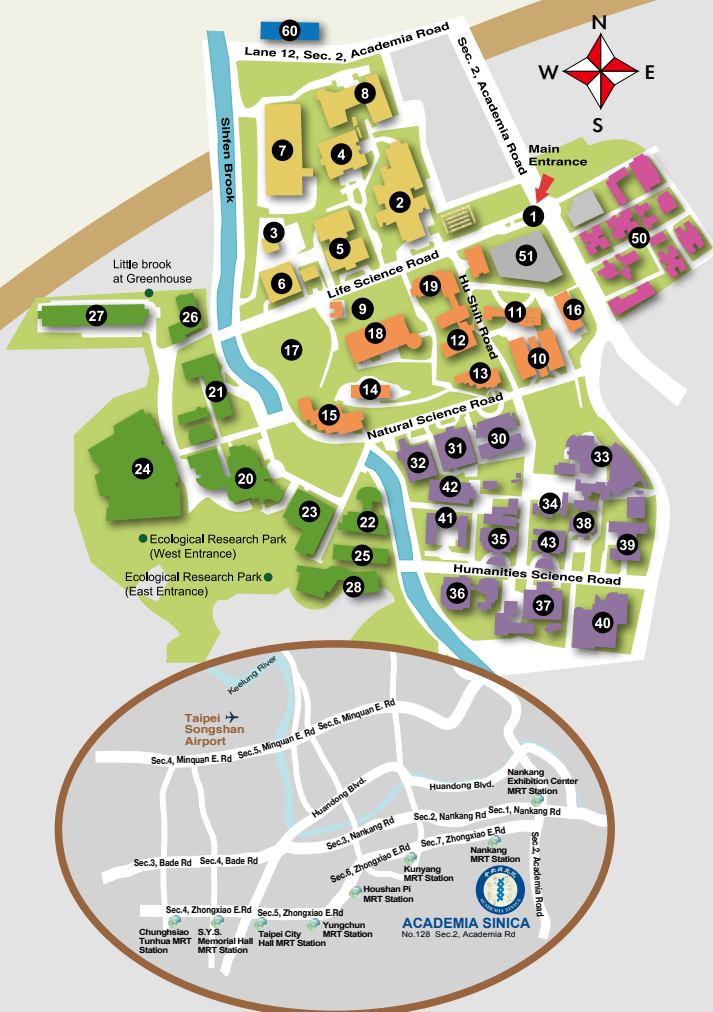 N
W
E
S
60
Lane 12, Sec. 2, Academia Road
Sec. 2, Academia Road
Main
Entrance
Sihfen Brook
8
7
4
2
1
3
5
50
51
6
Life Science Road
Hu Shih Road
Little brook
at Greenhouse
27
26
9
19
11
16
18
12
10
17
13
14
21
15
Natural Science Road
30
31
32
33
24
20
42
34
23
22
41
38
35
43
39
Ecological Research Park
(West Entrance)
25
Ecological Research Park
(East Entrance)
28
Humanities Science Road
36
37
40
Keelung River
Taipei
Songshan
Airport
Sec.4, Minquan E. Rd
Sec.5, Minquan E. Rd
Sec.6, Minquan E. Rd
Huandong Blvd.
Huandong Blvd.
Nankang
Exhibition Center
MRT Station
Sec.3, Nankang Rd
Sec.2, Nankang Rd
Sec.1, Nankang Rd
Sec.3, Bade Rd
Sec.4, Bade Rd
Sec.6, Zhongxiao E.Rd
Sec.7, Zhongxiao E.Rd
Nankang
MRT Station
Kunyang
MRT Station
Sec.2, Academia Road
Houshan Pi
MRT Station
Sec.4, Zhongxiao E.Rd
Sec.5, Zhongxiao E.Rd
Chunghsiao
Tunhua MRT
Station
S.Y.S.
Memorial Hall
MRT Station
Taipei City
Hall MRT Station
Yungchun
MRT Station
ACADEMIA SINICA
ACADEMIA SINICA
No.128 Sec.2, Academia Rd